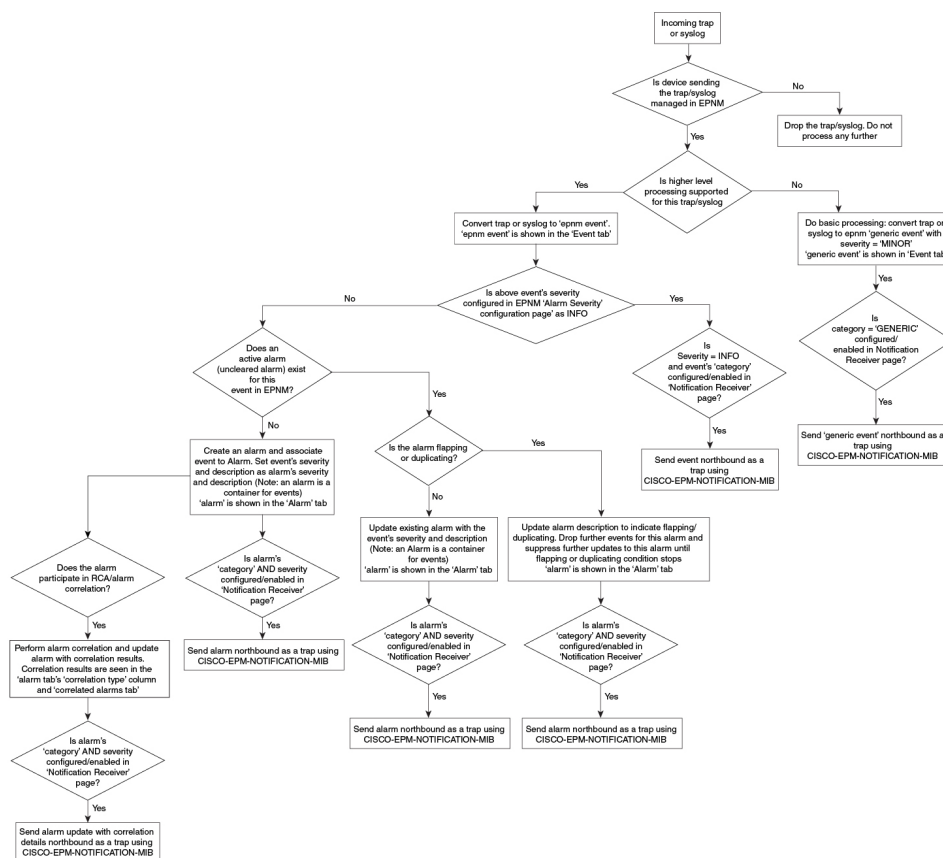 Incoming trap
or syslog
Is device sending
the trap/syslog
managed in EPNM
No
Drop the trap/syslog. Do not
process any further
Yes
Is higher level
processing supported
for this trap/syslog
Yes
No
Convert trap or syslog to 'epnm event'.
'epnm event' is shown in the 'Event tab'
Do basic processing: convert trap or
syslog to epnm 'generic event' with
severity = 'MINOR'
'generic event' is shown in 'Event tab
Is above event's severity
configured in EPNM 'Alarm Severity'
configuration page' as INFO
No
Yes
Is
category = 'GENERIC'
configured/
enabled in Notification
Receiver page?
Yes
Does an
active alarm
(uncleared alarm) exist
for this
event in EPNM?
Is
Severity = INFO
and event's 'category'
configured/enabled in
'Notification Receiver'
page?
Yes
Yes
Yes
No
Send 'generic event' northbound as a
trap using
CISCO-EPM-NOTIFICATION-MIB
Create an alarm and associate
event to Alarm. Set event's severity
and description as alarm's severity
and description (Note: an alarm is a
container for events)
'alarm' is shown in the 'Alarm' tab
Is the alarm flapping
or duplicating?
Yes
Send event northbound as a
trap using
CISCO-EPM-NOTIFICATION-MIB
No
Update existing alarm with the
event's severity and description
(Note: an Alarm is a container
for events)
'alarm' is shown in the 'Alarm' tab
Update alarm description to indicate flapping/
duplicating. Drop further events for this alarm and
suppress further updates to this alarm until
flapping or duplicating condition stops
'alarm' is shown in the 'Alarm' tab
Does the alarm
participate in RCA/alarm
correlation?
Is alarm's
'category' AND severity
configured/enabled in
'Notification Receiver'
page?
Yes
Yes
Is alarm's
'category' AND severity
configured/enabled in
'Notification Receiver'
page?
Is alarm's
'category' AND severity
configured/enabled in
'Notification Receiver'
page?
Perform alarm correlation and update
alarm with correlation results.
Correlation results are seen in the
'alarm tab's 'correlation type' column
and 'correlated alarms tab'
Send alarm northbound as a trap using
CISCO-EPM-NOTIFICATION-MIB
Yes
Yes
Send alarm northbound as a trap using
CISCO-EPM-NOTIFICATION-MIB
Send alarm northbound as a trap using
CISCO-EPM-NOTIFICATION-MIB
Is alarm's
'category' AND severity
configured/enabled in
'Notification Receiver'
page?
Yes
Send alarm update with correlation
details northbound as a trap using
CISCO-EPM-NOTIFICATION-MIB